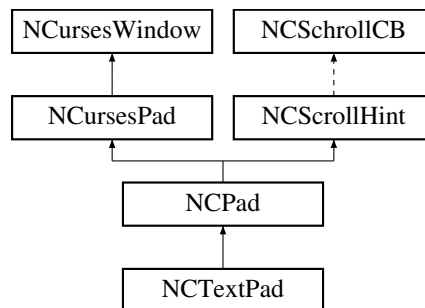 NCursesWindow NCSchrollCB
NCursesPad NCScrollHint
NCPad
NCTextPad